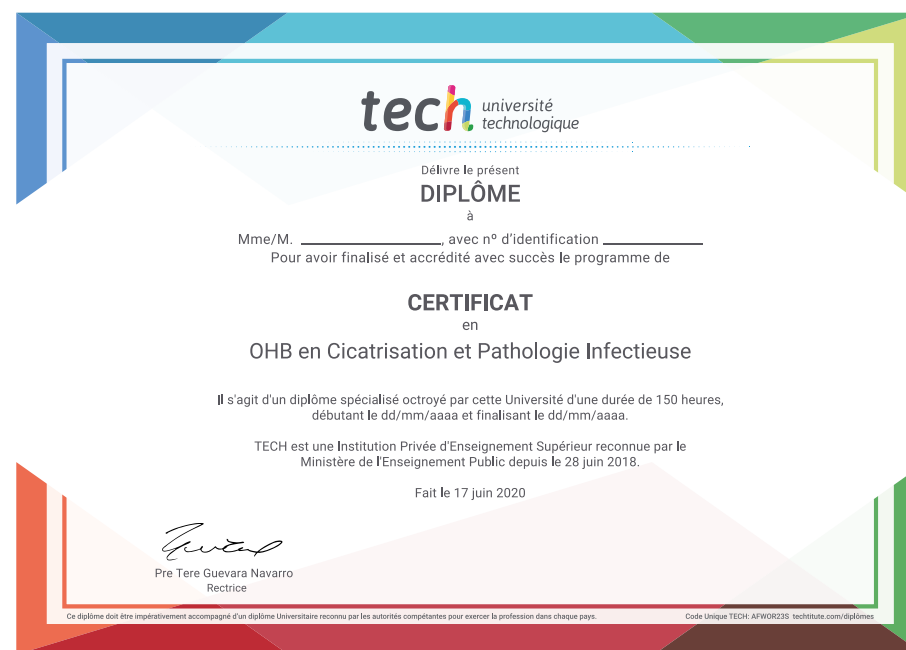 tech université
technologique
Délivre le présent
DIPLÔME
à
Mme/M. ____________________, avec nº d'identification ______________
Pour avoir finalisé et accrédité avec succès le programme de
CERTIFICAT
en
OHB en Cicatrisation et Pathologie Infectieuse
Il s'agit d'un diplôme spécialisé octroyé par cette Université d'une durée de 150 heures,
débutant le dd/mm/aaaa et finalisant le dd/mm/aaaa.
TECH est une Institution Privée d'Enseignement Supérieur reconnue par le
Ministère de l'Enseignement Public depuis le 28 juin 2018.
Fait le 17 juin 2020
Pre Tere Guevara Navarro
Rectrice
Ce diplôme doit être impérativement accompagné d'un diplôme Universitaire reconnu par les autorités compétantes pour exercer la profession dans chaque pays.
Code Unique TECH: AFWOR23S techtitute.com/diplômes